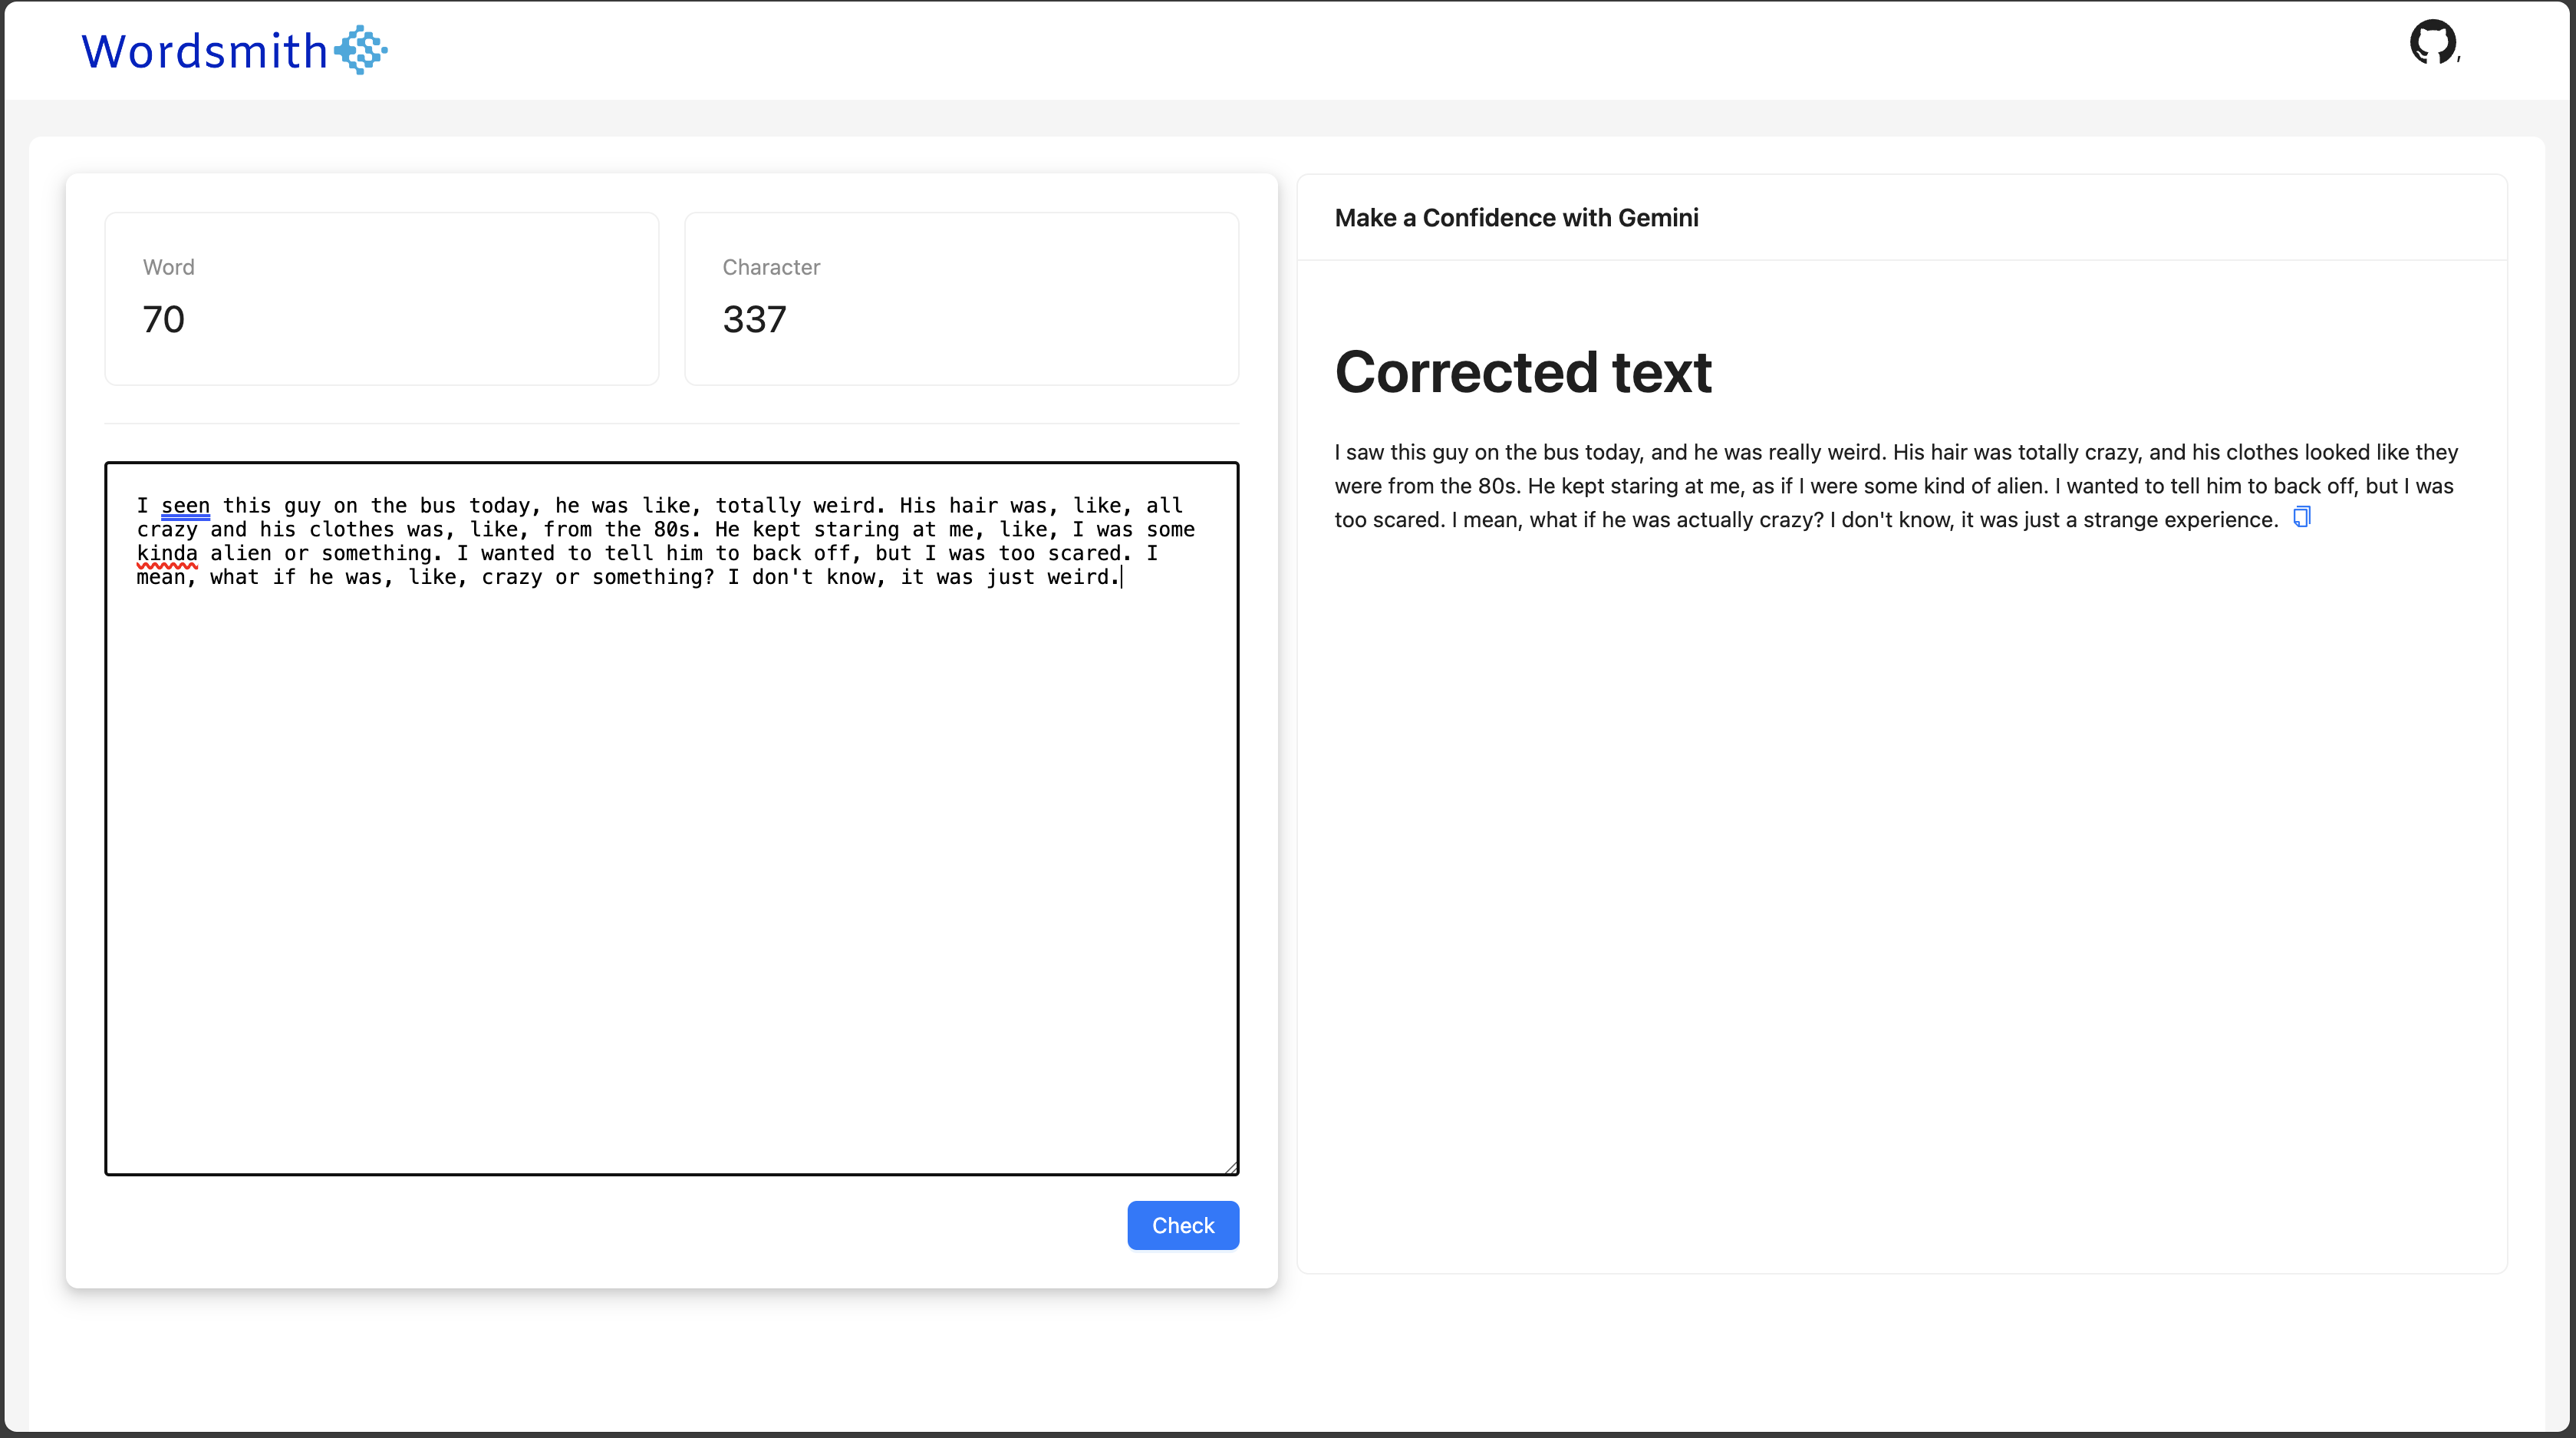 Wordsmith
,
Word
70
Character
337
I seen this guy on the bus today, he was like, totally weird. His hair was, like, all
crazy and his clothes was, like, from the 80s. He kept staring at me, like, I was some
kinda alien or something. I wanted to tell him to back off, but I was too scared. I
mean, what if he was, like, crazy or something? I don't know, it was just weird.
Check
Make a Confidence with Gemini
Corrected text
I saw this guy on the bus today, and he was really weird. His hair was totally crazy, and his clothes looked like they
were from the 80s. He kept staring at me, as if I were some kind of alien. I wanted to tell him to back off, but I was
too scared. I mean, what if he was actually crazy? I don't know, it was just a strange experience.